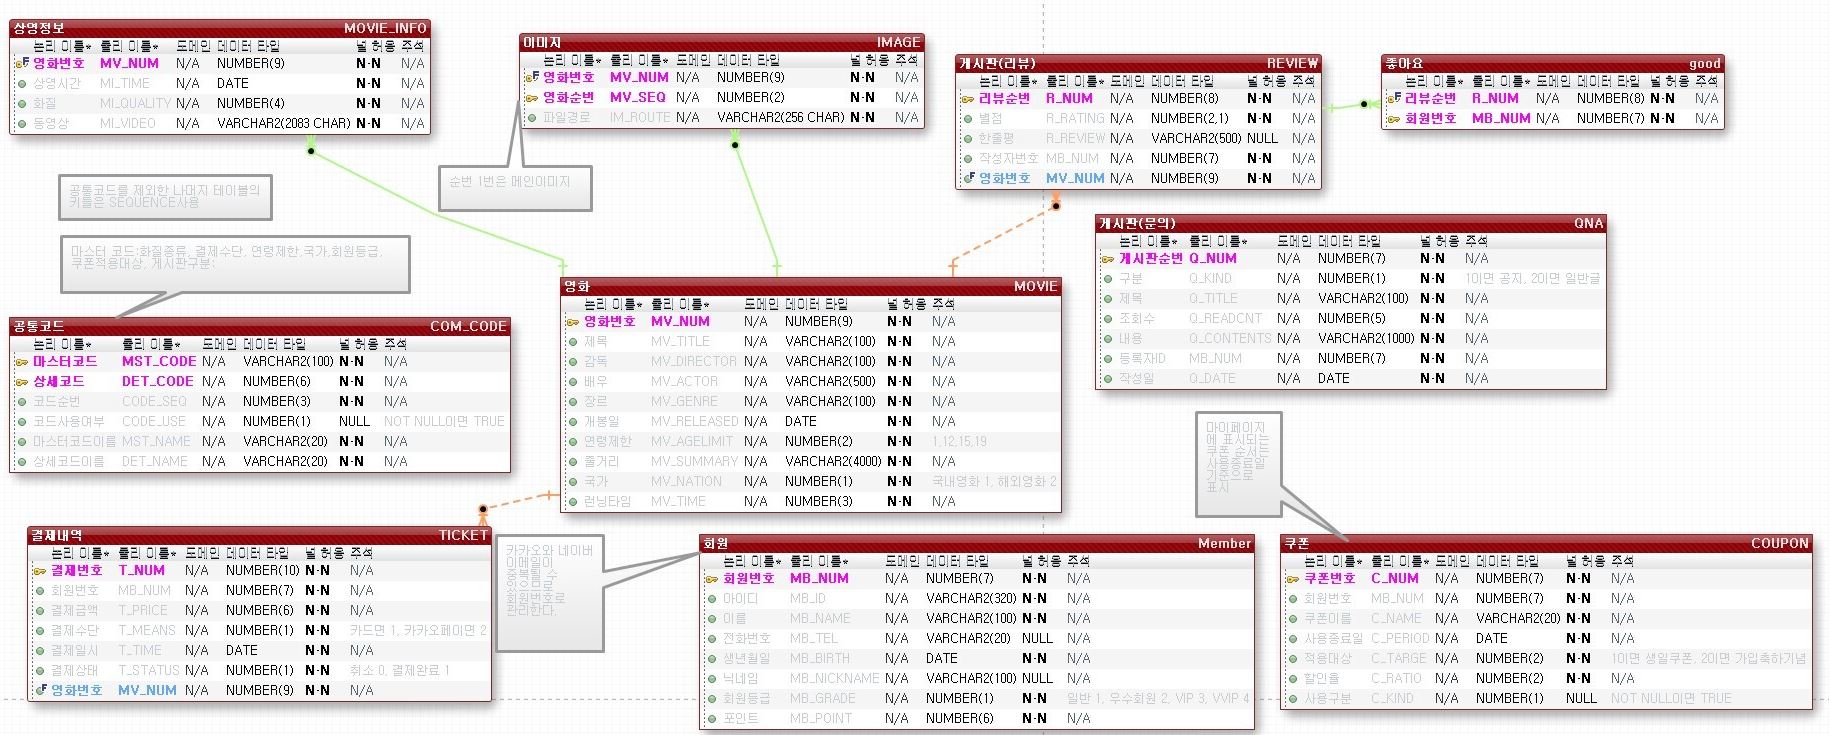 상영정보 MOVIE_INFO
논리 이름* 물리 이름* 도메인 데이터 타입 널 허용 주석
영화번호 MV_NUM N/A NUMBER(9) N-N N/A
상영시간 MI_TIME N/A DATE N-N N/A
화질 MI_QUALITY N/A NUMBER(4) N-N N/A
동영상 MI_VIDEO N/A VARCHAR2(2083 CHAR) N-N N/A
이미지 IMAGE
논리 이름* 물리 이름* 도메인 데이터 타입 널 허용 주석
영화번호 MV_NUM N/A NUMBER(9) N-N N/A
영화순번 MV_SEQ N/A NUMBER(2) N-N N/A
파일경로 IM_ROUTE N/A VARCHAR2(256 CHAR) N-N N/A
게시판(리뷰) REVIEW
논리 이름* 물리 이름* 도메인 데이터 타입 널 허용 주석
리뷰순번 R_NUM N/A NUMBER(8) N-N N/A
별점 R_RATING N/A NUMBER(2,1) N-N N/A
한줄평 R_REVIEW N/A VARCHAR2(500) NULL N/A
작성자번호 MB_NUM N/A NUMBER(7) N-N N/A
영화번호 MV_NUM N/A NUMBER(9) N-N N/A
좋아요 good
논리 이름* 물리 이름* 도메인 데이터 타입 널 허용 주석
리뷰순번 R_NUM N/A NUMBER(8) N-N N/A
회원번호 MB_NUM N/A NUMBER(7) N-N N/A
공통코드를 제외한 나머지 테이블의
키들은 SEQUENCE사용
순번 1번은 메인이미지
마스터 코드:화질종류, 결제수단, 연령제한,국가,회원등급,
쿠폰적용대상, 게시판구분:
게시판(문의) QNA
논리 이름* 물리 이름* 도메인 데이터 타입 널 허용 주석
게시판순번 Q_NUM N/A NUMBER(7) N-N N/A
구분 Q_KIND N/A NUMBER(1) N-N 1이면 공지, 2이면 일반글
제목 Q_TITLE N/A VARCHAR2(100) N-N N/A
조회수 Q_READCNT N/A NUMBER(5) N-N N/A
내용 Q_CONTENTS N/A VARCHAR2(1000) N-N N/A
등록자ID MB_NUM N/A NUMBER(7) N-N N/A
작성일 Q_DATE N/A DATE N-N N/A
공통코드 COM_CODE
논리 이름* 물리 이름* 도메인 데이터 타입 널 허용 주석
마스터코드 MST_CODE N/A VARCHAR2(100) N-N N/A
상세코드 DET_CODE N/A NUMBER(6) N-N N/A
코드순번 CODE_SEQ N/A NUMBER(3) N-N N/A
코드사용여부 CODE_USE N/A NUMBER(1) NULL NOT NULL이면 TRUE
마스터코드이름 MST_NAME N/A VARCHAR2(20) N-N N/A
상세코드이름 DET_NAME N/A VARCHAR2(20) N-N N/A
영화 MOVIE
논리 이름* 물리 이름* 도메인 데이터 타입 널 허용 주석
영화번호 MV_NUM N/A NUMBER(9) N-N N/A
제목 MV_TITLE N/A VARCHAR2(100) N-N N/A
감독 MV_DIRECTOR N/A VARCHAR2(100) N-N N/A
배우 MV_ACTOR N/A VARCHAR2(500) N-N N/A
장르 MV_GENRE N/A VARCHAR2(100) N-N N/A
개봉일 MV_RELEASED N/A DATE N-N N/A
연령제한 MV_AGELIMIT N/A NUMBER(2) N-N 1,12,15,19
줄거리 MV_SUMMARY N/A VARCHAR2(4000) N-N N/A
국가 MV_NATION N/A NUMBER(1) N-N 국내영화 1, 해외영화 2
런닝타임 MV_TIME N/A NUMBER(3) N-N N/A
마이페이지
에 표시되는
쿠폰 순서는
사용종료일
기준으로
표시
결제내역 TICKET
논리 이름* 물리 이름* 도메인 데이터 타입 널 허용 주석
결제번호 T_NUM N/A NUMBER(10) N-N N/A
회원번호 MB_NUM N/A NUMBER(7) N-N N/A
결제금액 T_PRICE N/A NUMBER(6) N-N N/A
결제수단 T_MEANS N/A NUMBER(1) N-N 카드면 1, 카카오페이면 2
결제일시 T_TIME N/A DATE N-N N/A
결제상태 T_STATUS N/A NUMBER(1) N-N 취소 0, 결제완료 1
영화번호 MV_NUM N/A NUMBER(9) N-N N/A
카카오와 네이버
이메일이
중복될 수
있으므로
회원번호로
관리한다.
회원 Member
논리 이름* 물리 이름* 도메인 데이터 타입 널 허용 주석
회원번호 MB_NUM N/A NUMBER(7) N-N N/A
아이디 MB_ID N/A VARCHAR2(320) N-N N/A
이름 MB_NAME N/A VARCHAR2(100) N-N N/A
전화번호 MB_TEL N/A VARCHAR2(20) NULL N/A
생년월일 MB_BIRTH N/A DATE N-N N/A
닉네임 MB_NICKNAME N/A VARCHAR2(100) NULL N/A
회원등급 MB_GRADE N/A NUMBER(1) N-N 일반 1, 우수회원 2, VIP 3, VVIP 4
포인트 MB_POINT N/A NUMBER(6) N-N N/A
쿠폰 COUPON
논리 이름* 물리 이름* 도메인 데이터 타입 널 허용 주석
쿠폰번호 C_NUM N/A NUMBER(7) N-N N/A
회원번호 MB_NUM N/A NUMBER(7) N-N N/A
쿠폰이름 C_NAME N/A VARCHAR2(20) N-N N/A
사용종료일 C_PERIOD N/A DATE N-N N/A
적용대상 C_TARGE N/A NUMBER(2) N-N 1이면 생일쿠폰, 2이면 가입축하기념
할인율 C_RATIO N/A NUMBER(2) N-N N/A
사용구분 C_KIND N/A NUMBER(1) NULL NOT NULL이면 TRUE